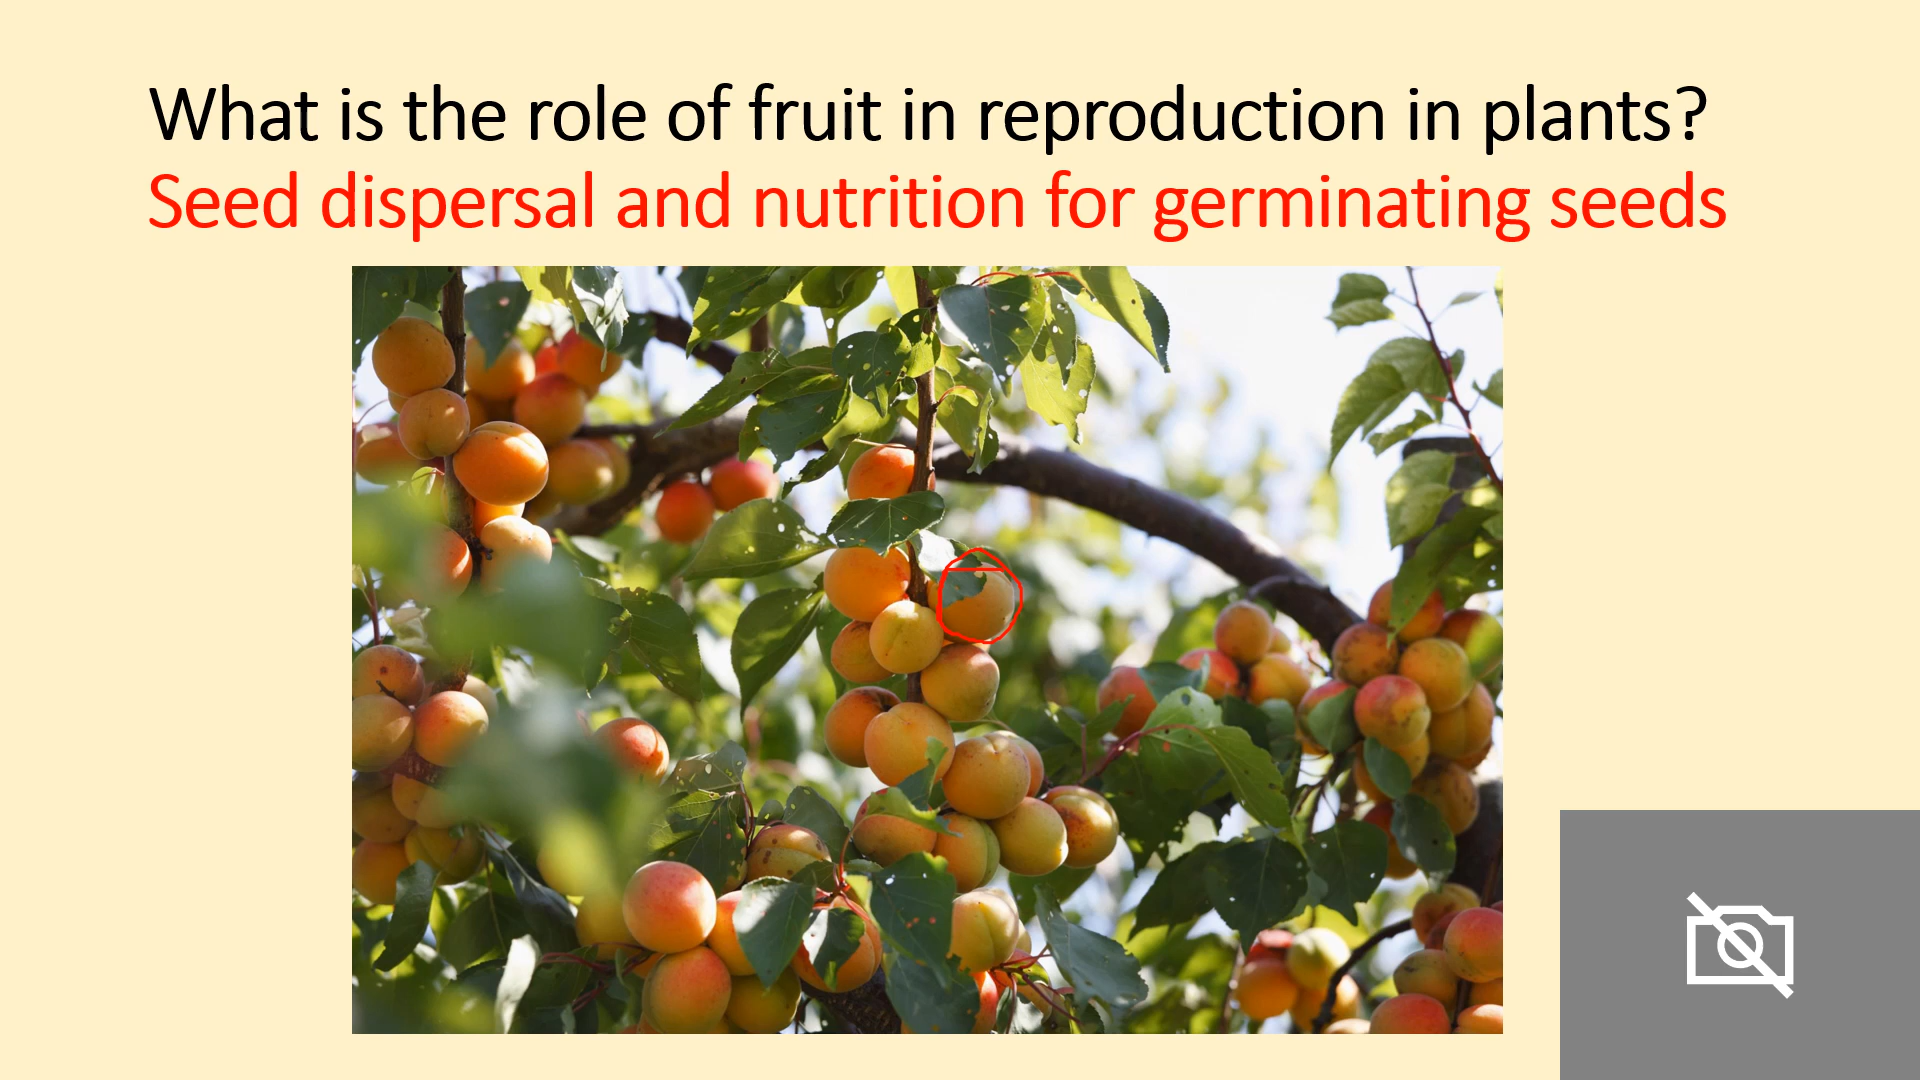 What is the role of fruit in reproduction in plants?
Seed dispersal and nutrition for germinating seeds